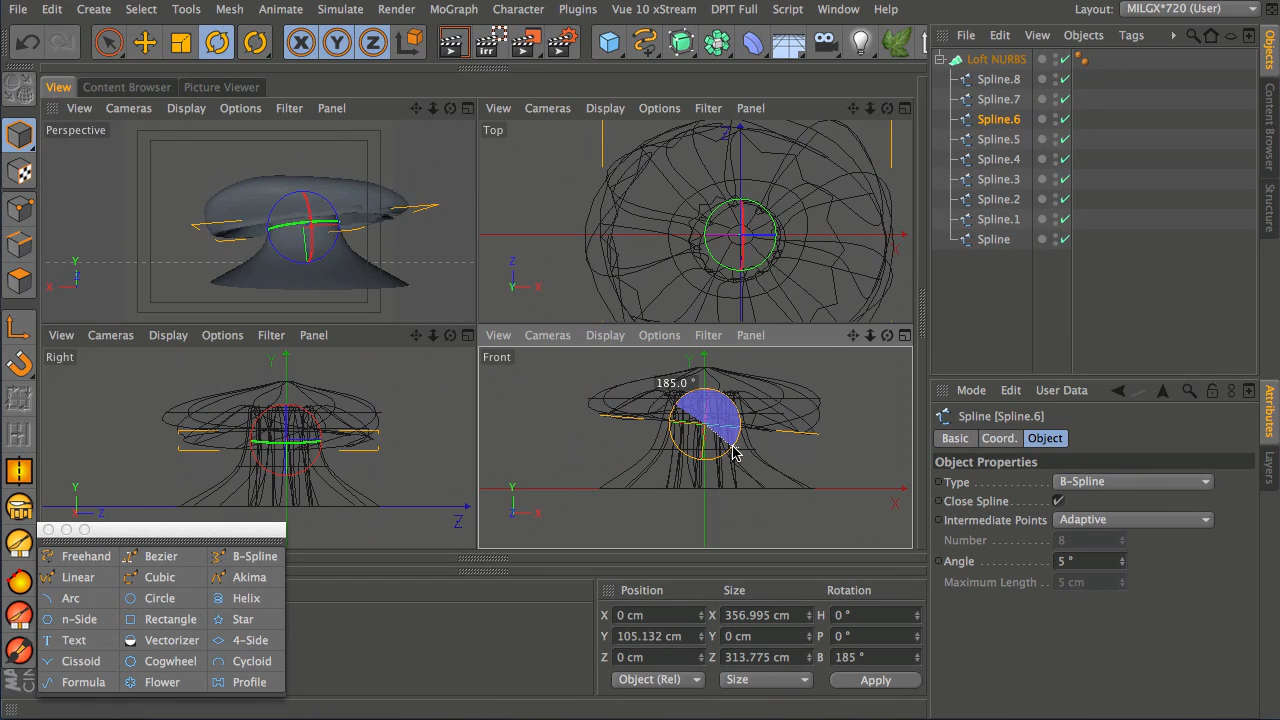 File Edit Create Select Tools Mesh Animate Simulate Render MoGraph Character Plugins Vue 10 xStream DPIT Full Script Window Help Layout: MILGX*720 (User)
irr
View Content Browser Picture Viewer
View Cameras Display Options Filter Panel
Perspective
Y
X Z
View Cameras Display Options Filter Panel
Top
Z
X
Z
Y X
View Cameras Display Options Filter Panel
Right
Y
Z
Y
X Z
View Cameras Display Options Filter Panel
Front
Y
185.0 °
X
Y
Z X
Freehand Bezier B-Spline
Linear Cubic Akima
Arc Circle Helix
n-Side Rectangle Star
Text Vectorizer 4-Side
Cissoid Cogwheel Cycloid
Formula Flower Profile
Position Size Rotation
X 0 cm X 356.995 cm H 0 °
Y 105.132 cm Y 0 cm P 0 °
Z 0 cm Z 313.775 cm B 185 °
Object (Rel) Size Apply
File Edit View Objects Tags
Loft NURBS
Spline.8
Spline.7
Spline.6
Spline.5
Spline.4
Spline.3
Spline.2
Spline.1
Spline
Objects
Content Browser
Structure
Mode Edit User Data
Spline [Spline.6]
Basic Coord. Object
Object Properties
Type B-Spline
Close Spline
Intermediate Points Adaptive
Number 8
Angle 5 °
Maximum Length 5 cm
Attributes
Layers